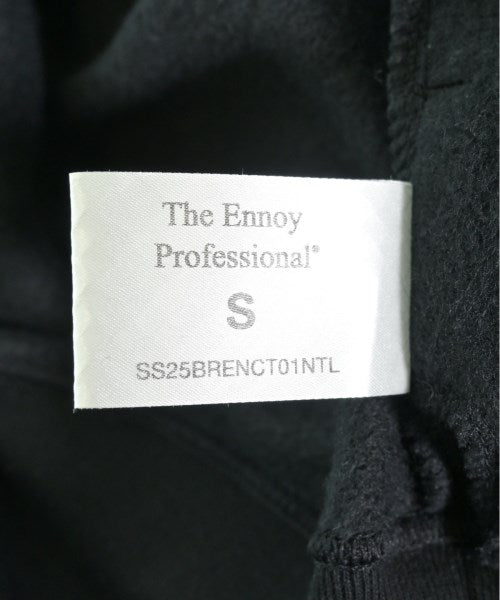 The Ennoy
Professional®
S
SS25BRENCT01NTL